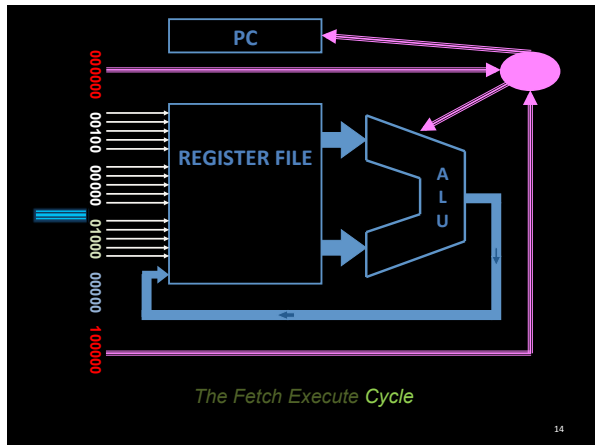 PC
000000
00100
REGISTER FILE
00000
A
L
U
01000
00000
100000
The Fetch Execute Cycle
14